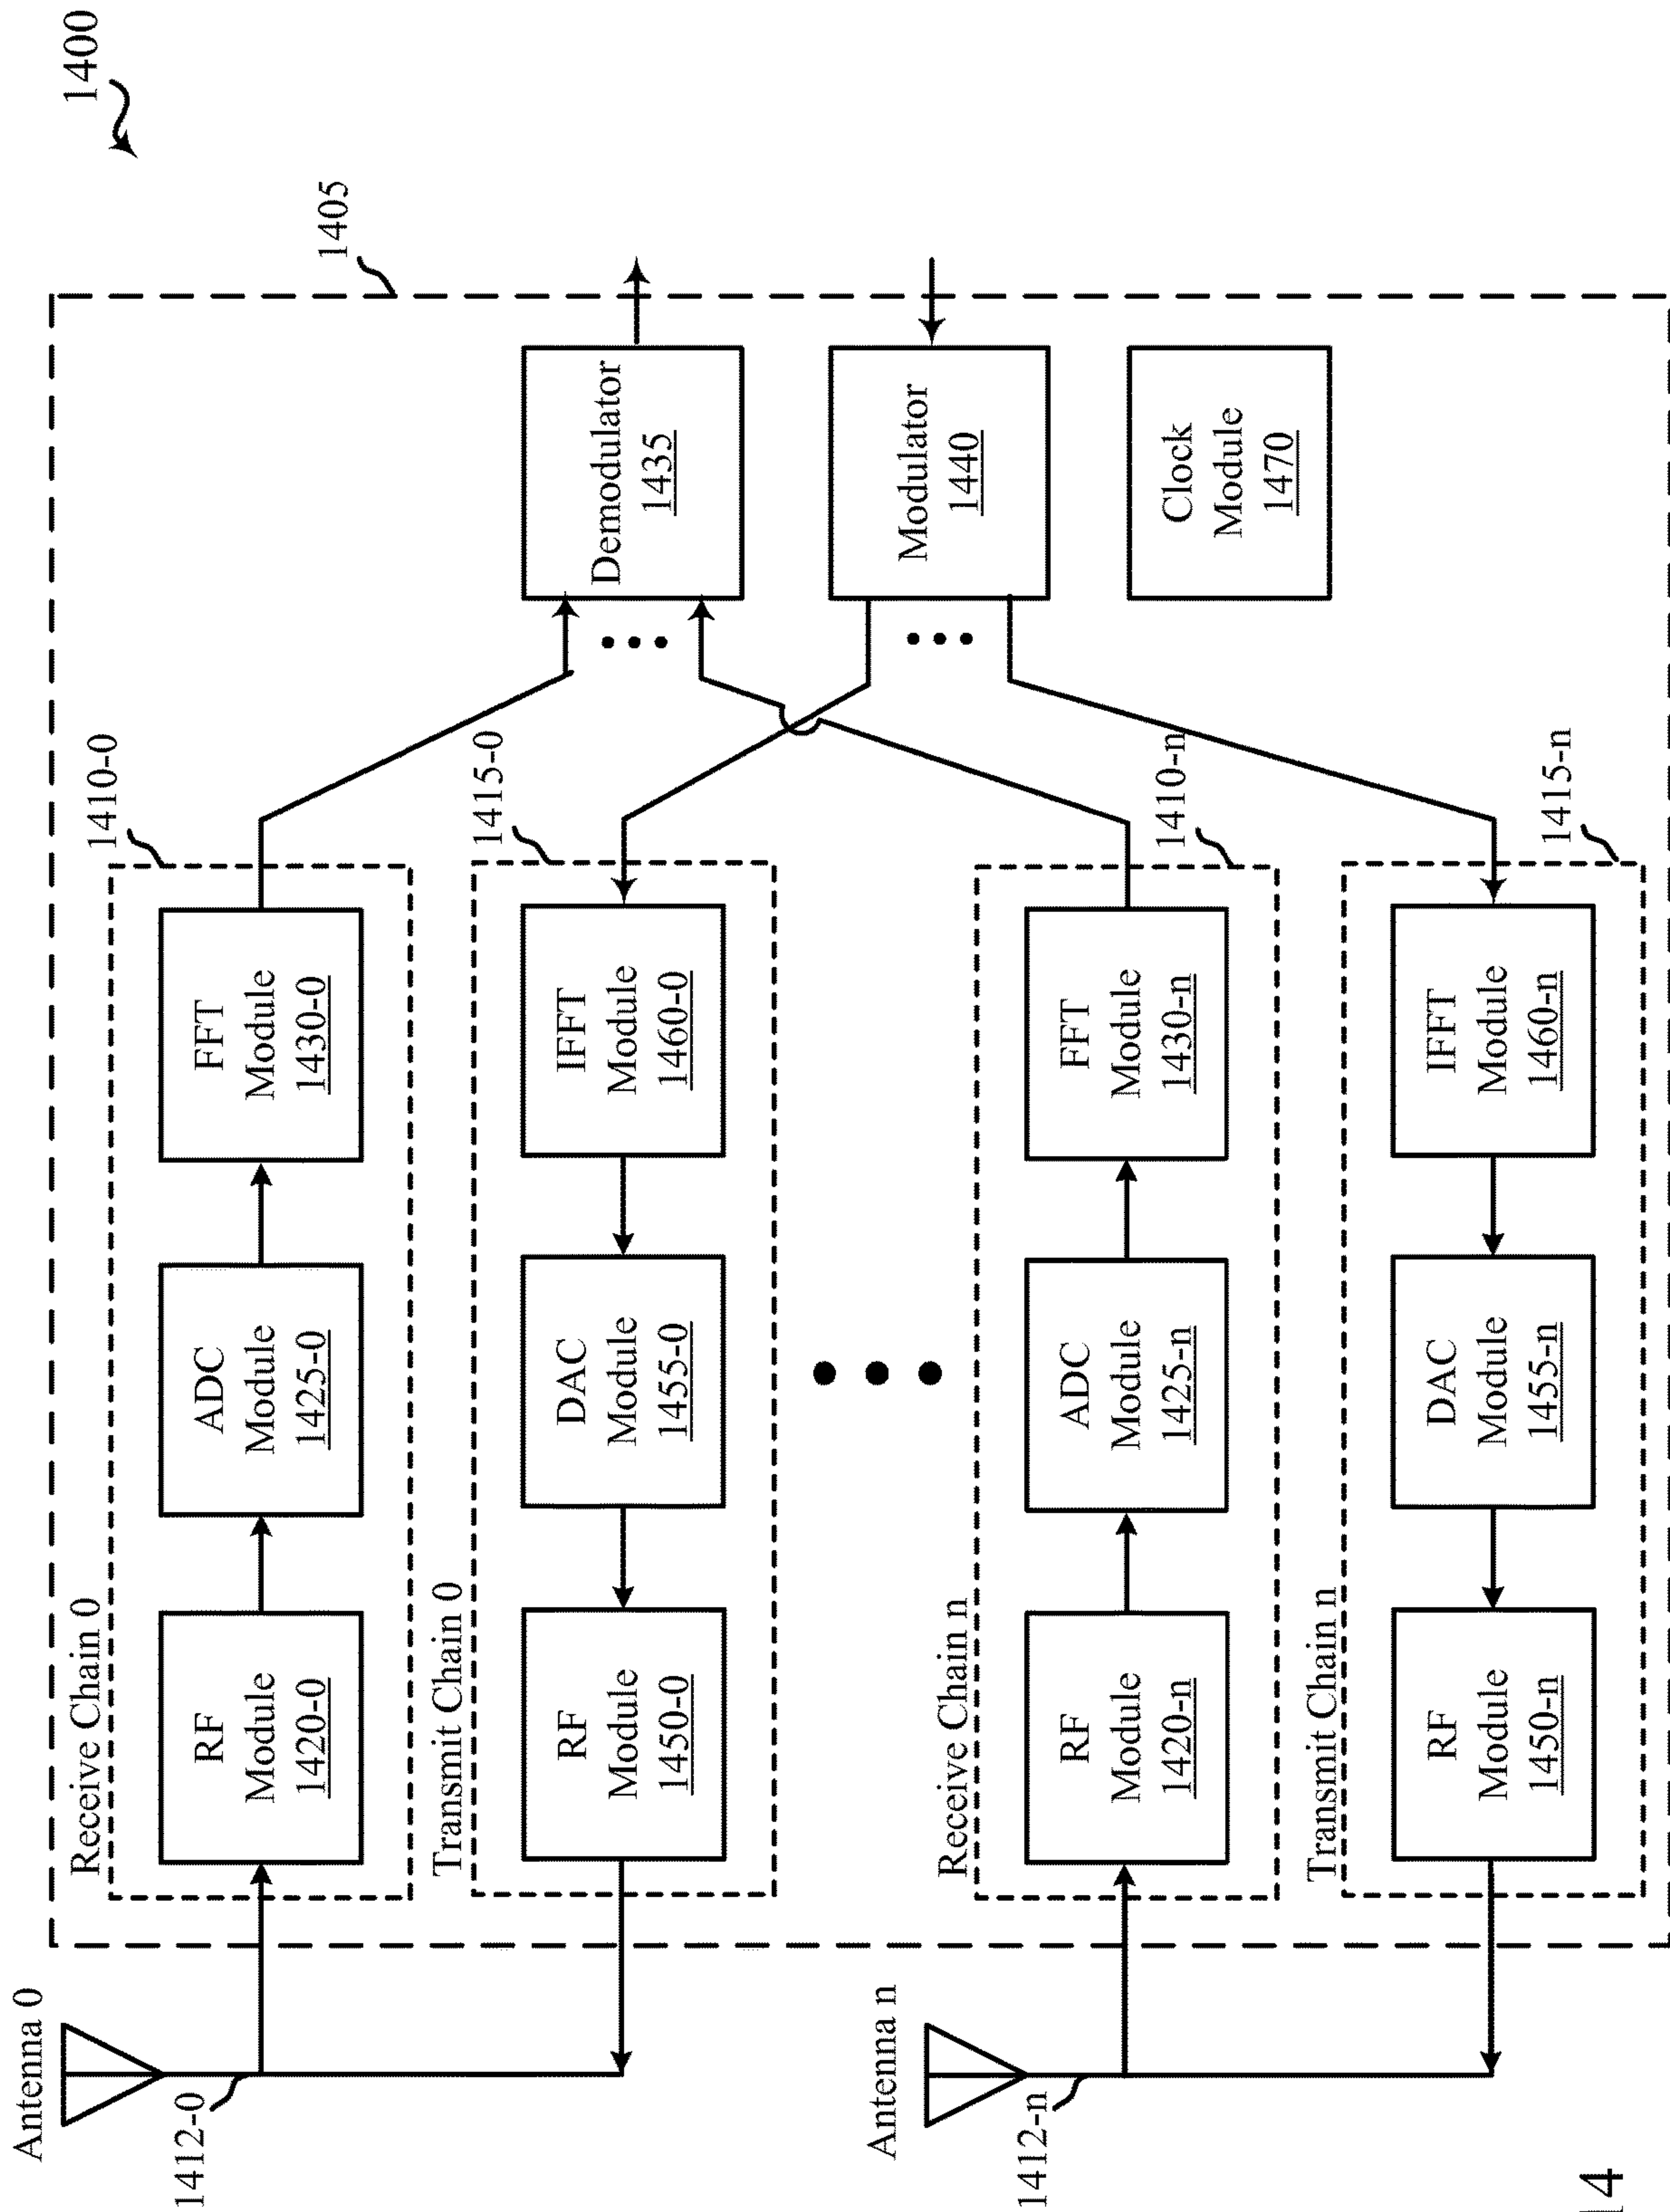 1400
1405
Antenna 0
1412-0
Receive Chain 0
1410-0
RF
Module
1420-0
ADC
Module
1425-0
FFT
Module
1430-0
Transmit Chain 0
1415-0
RF
Module
1450-0
DAC
Module
1455-0
IFFT
Module
1460-0
Demodulator
1435
Modulator
1440
Clock
Module
1470
Antenna n
1412-n
Receive Chain n
1410-n
RF
Module
1420-n
ADC
Module
1425-n
FFT
Module
1430-n
Transmit Chain n
1415-n
RF
Module
1450-n
DAC
Module
1455-n
IFFT
Module
1460-n
14